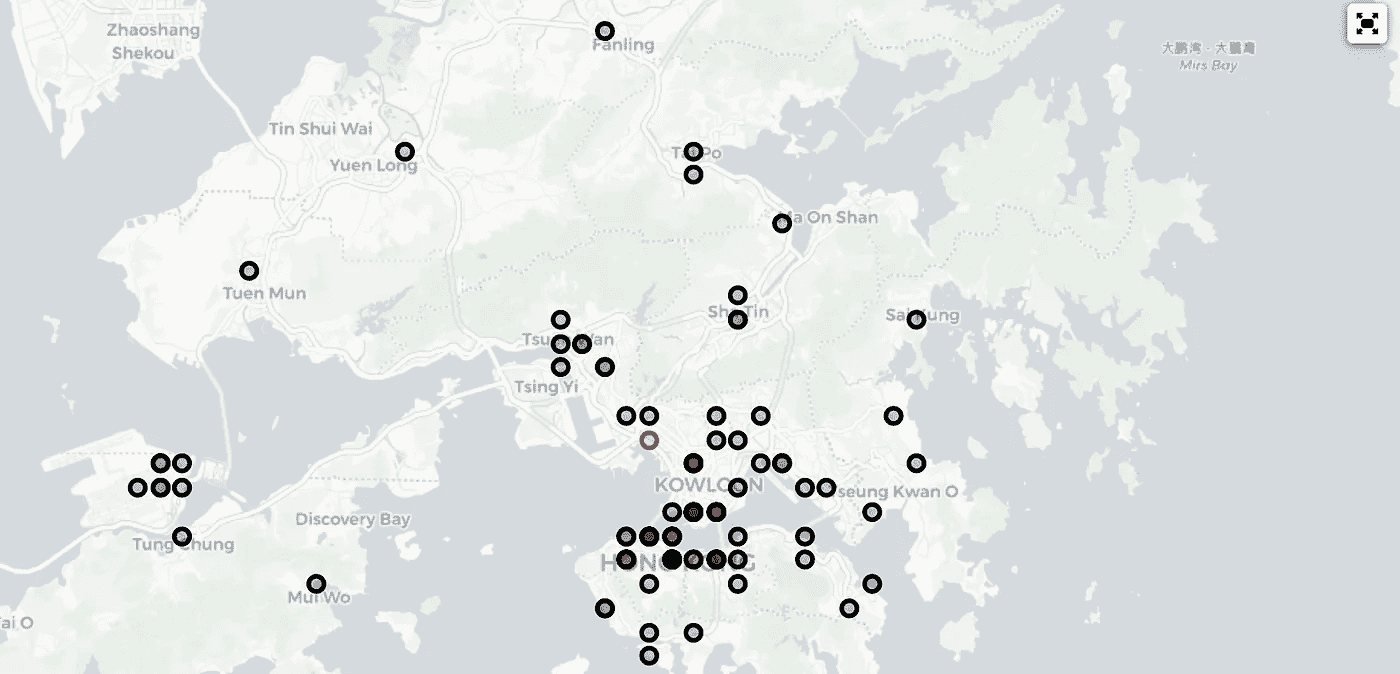 Zhaoshang
Shekou
Fanling
大鹏湾 - 大鵬灣
Mirs Bay
Tin Shui Wai
Yuen Long
Tai Po
Ma On Shan
Tuen Mun
Sha Tin
Sai Kung
Tsuen Wan
Tsing Yi
KOWLOON
Tseung Kwan O
Discovery Bay
Tung Chung
HONG KONG
Mui Wo
Tai O